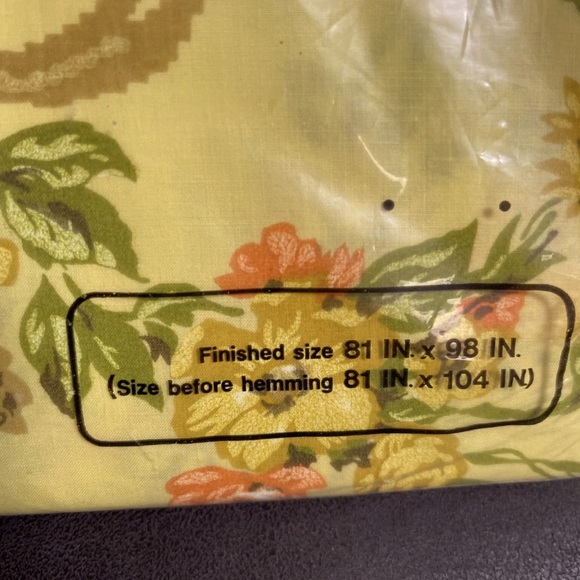 Finished size 81 IN. x 98 IN.
(Size before hemming 81 IN. x 104 IN)